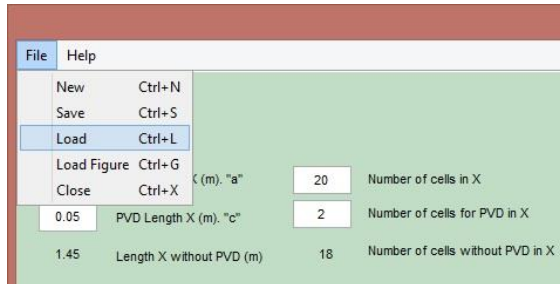 File Help
New Ctrl+N
Save Ctrl+S
Load Ctrl+L
Load Figure Ctrl+G
Close Ctrl+X
(m). "a" 20 Number of cells in X
0.05 PVD Length X (m). "c" 2 Number of cells for PVD in X
1.45 Length X without PVD (m) 18 Number of cells without PVD in X